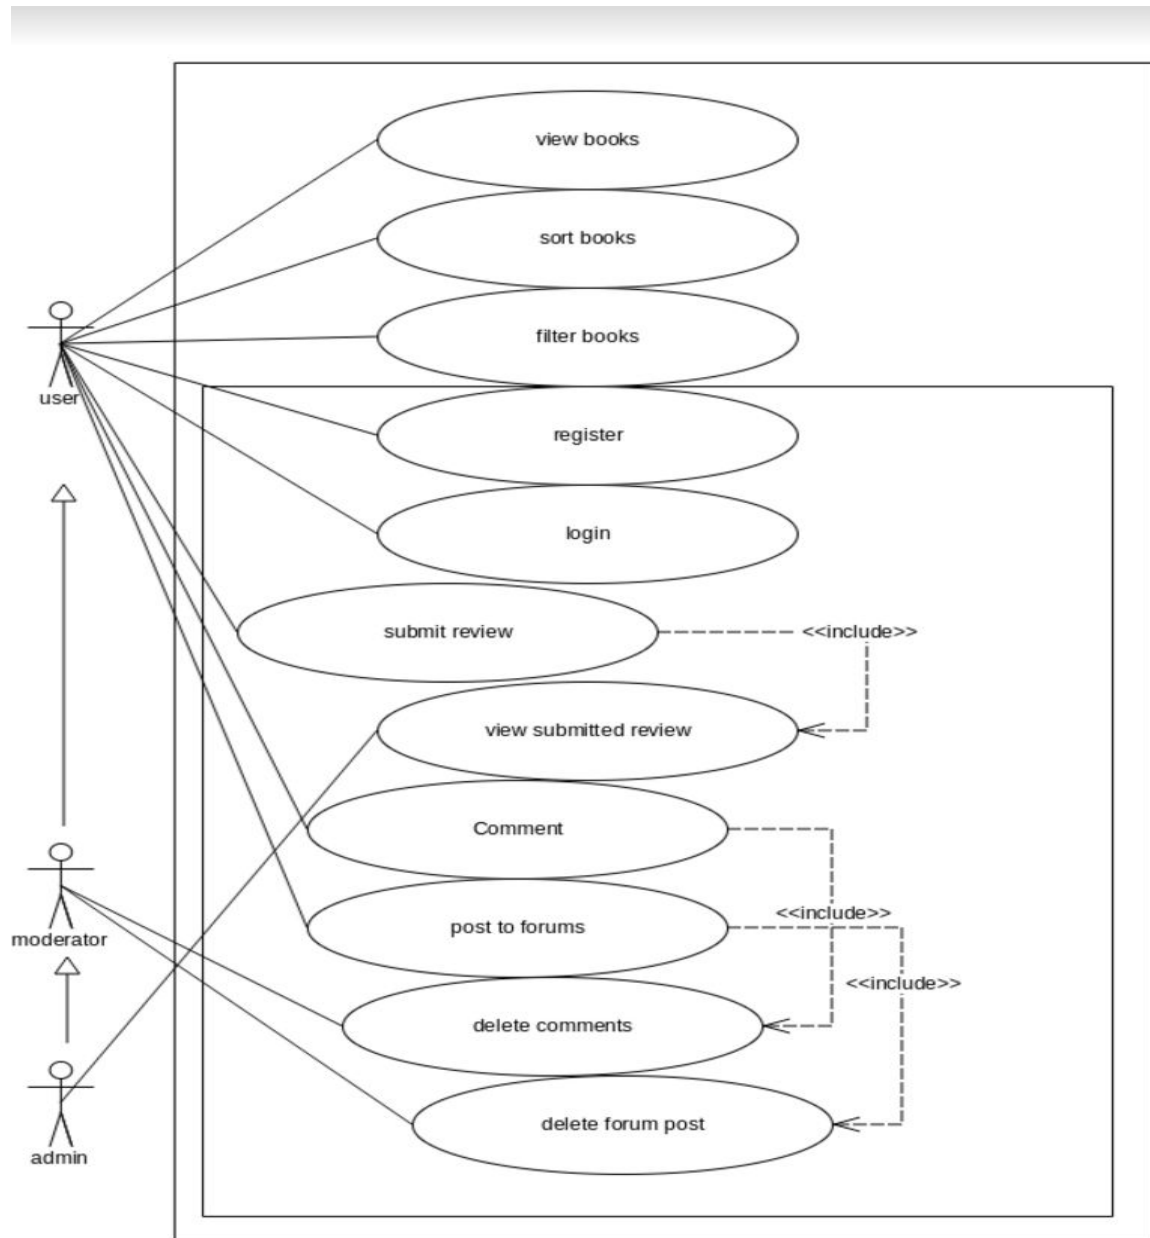 view books
sort books
filter books
user
register
login
submit review
<<include>>
view submitted review
Comment
<<include>>
moderator
post to forums
<<include>>
delete comments
delete forum post
admin